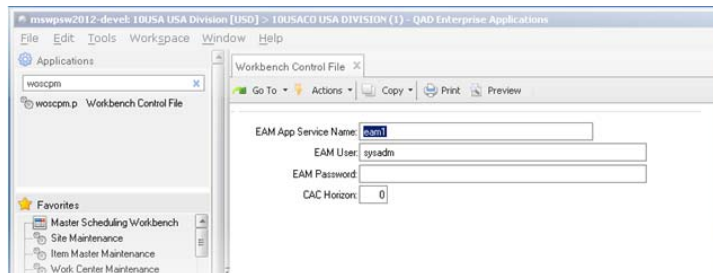 mswpsw2012-devel: 10USA USA Division [USD] > 10USACO USA DIVISION (1) - QAD Enterprise Applications
File Edit Tools Workspace Window Help
Applications
woscpm
woscpm.p Workbench Control File
Favorites
Master Scheduling Workbench
Site Maintenance
Item Master Maintenance
Work Center Maintenance
Workbench Control File
Go To Actions Copy Print Preview
EAM App Service Name: eam1
EAM User: sysadm
EAM Password:
CAC Horizon: 0